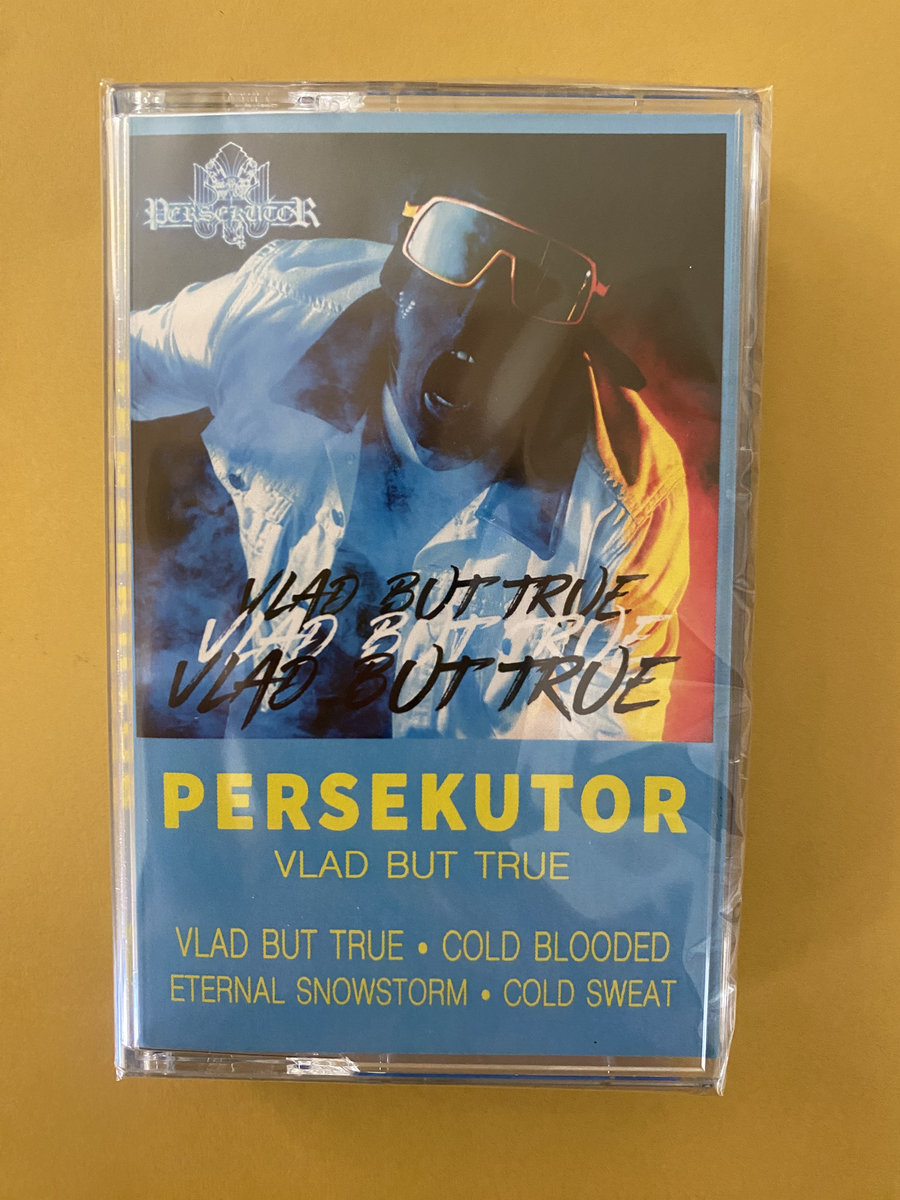 PERSEKUTOR
VLAD BUT TRUE
VLAD BUT TRUE
VLAD BUT TRUE
PERSEKUTOR
VLAD BUT TRUE
VLAD BUT TRUE • COLD BLOODED
ETERNAL SNOWSTORM • COLD SWEAT